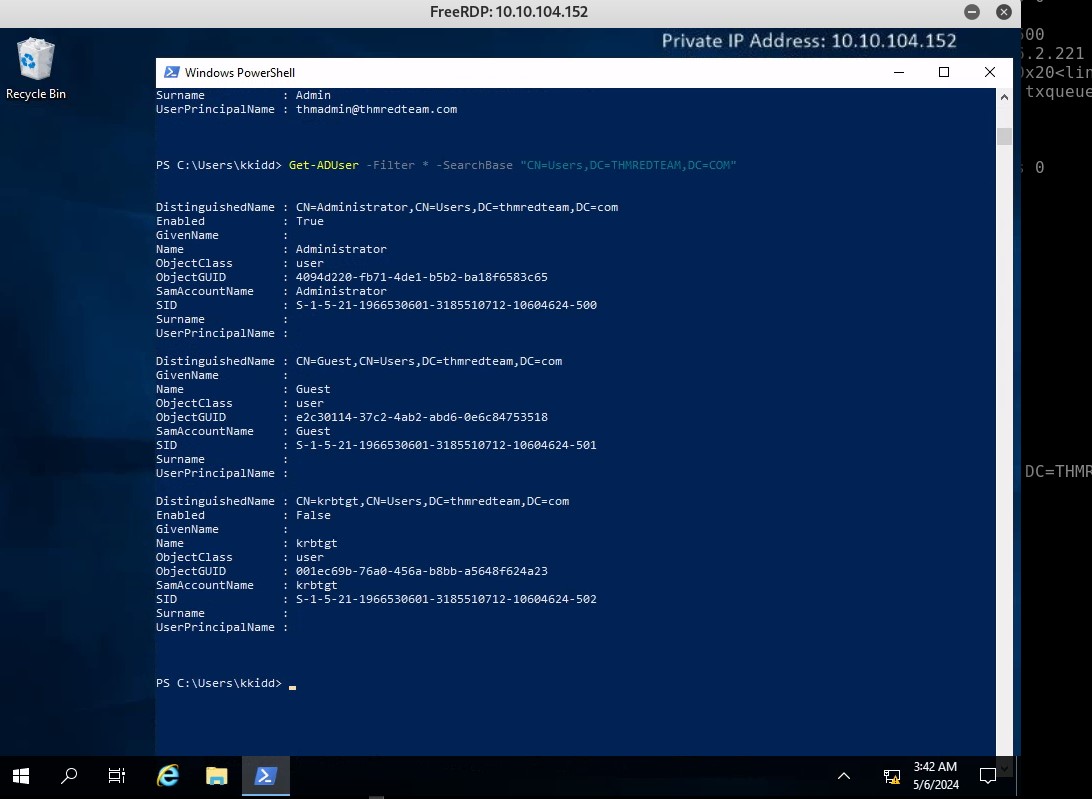 FreeRDP: 10.10.104.152
Private IP Address: 10.10.104.152
Recycle Bin
Windows PowerShell
Surname           : Admin
UserPrincipalName : thmadmin@thmredteam.com
PS C:\Users\kkidd> Get-ADUser -Filter * -SearchBase "CN=Users,DC=THMREDTEAM,DC=COM"
DistinguishedName : CN=Administrator,CN=Users,DC=thmredteam,DC=com
Enabled           : True
GivenName         :
Name              : Administrator
ObjectClass       : user
ObjectGUID        : 4094d220-fb71-4de1-b5b2-ba18f6583c65
SamAccountName    : Administrator
SID               : S-1-5-21-1966530601-3185510712-10604624-500
Surname           :
UserPrincipalName :
DistinguishedName : CN=Guest,CN=Users,DC=thmredteam,DC=com
GivenName         :
Name              : Guest
ObjectClass       : user
ObjectGUID        : e2c30114-37c2-4ab2-abd6-0e6c84753518
SamAccountName    : Guest
SID               : S-1-5-21-1966530601-3185510712-10604624-501
Surname           :
UserPrincipalName :
DistinguishedName : CN=krbtgt,CN=Users,DC=thmredteam,DC=com
Enabled           : False
GivenName         :
Name              : krbtgt
ObjectClass       : user
ObjectGUID        : 001ec69b-76a0-456a-b8bb-a5648f624a23
SamAccountName    : krbtgt
SID               : S-1-5-21-1966530601-3185510712-10604624-502
Surname           :
UserPrincipalName :
PS C:\Users\kkidd>
3:42 AM
5/6/2024
.2.221
0x20<lin
txqueue
0
DC=THMR